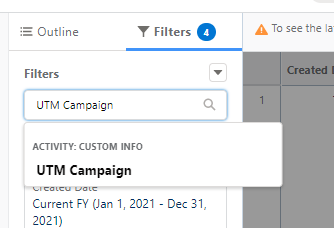 Outline
Filters 4
To see the la
Filters
Created
UTM Campaign
1
ACTIVITY: CUSTOM INFO
UTM Campaign
Created Date
Current FY (Jan 1, 2021 - Dec 31,
2021)